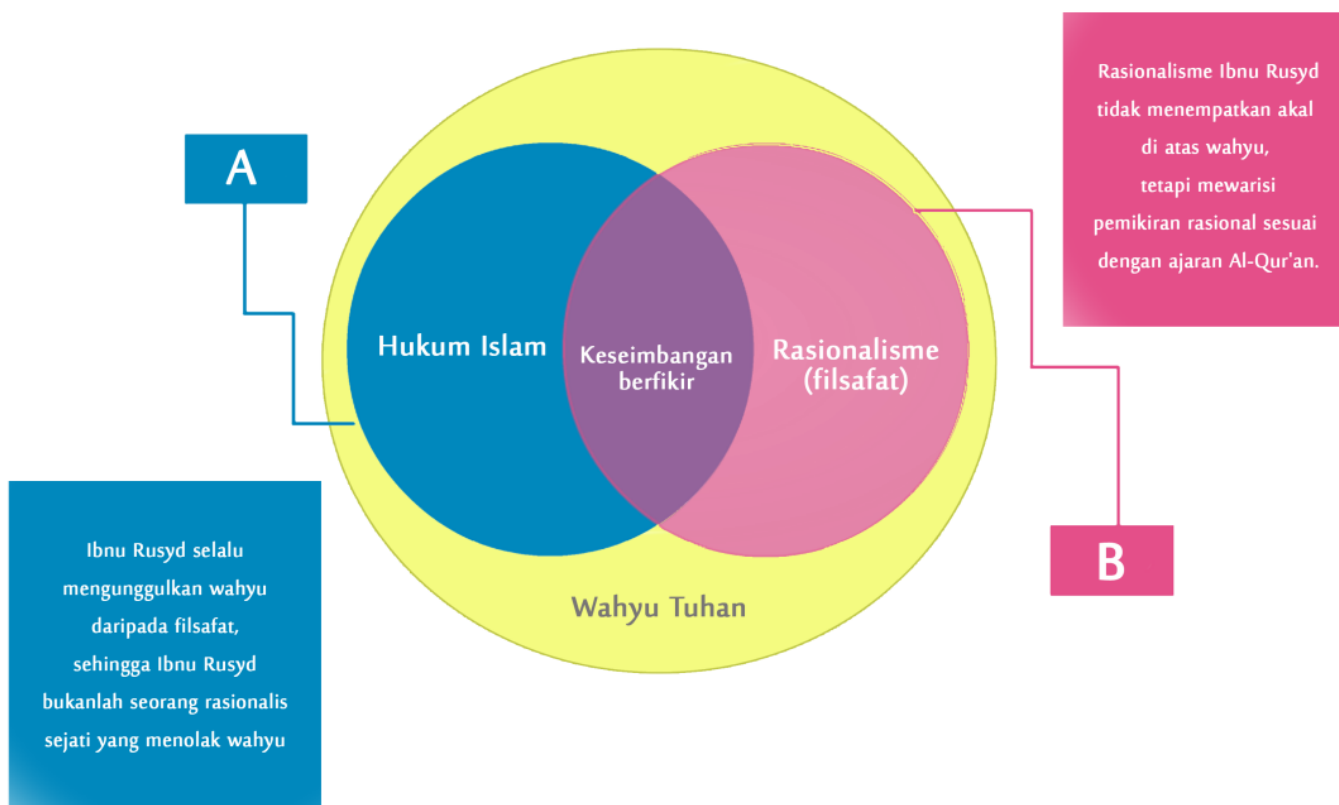 A
Ibnu Rusyd selalu
mengunggulkan wahyu
daripada filsafat,
sehingga Ibnu Rusyd
bukanlah seorang rasionalis
sejati yang menolak wahyu
Hukum Islam
Keseimbangan
berfikir
Rasionalisme
(filsafat)
Wahyu Tuhan
Rasionalisme Ibnu Rusyd
tidak menempatkan akal
di atas wahyu,
tetapi mewarisi
pemikiran rasional sesuai
dengan ajaran Al-Qur'an.
B